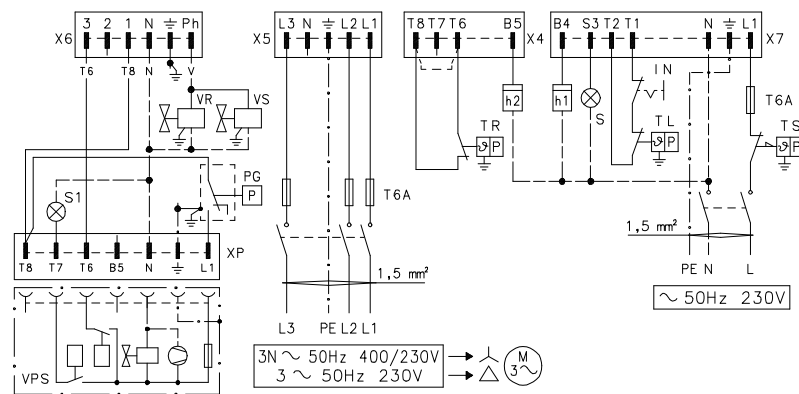 X6 3 2 1 N Ph
X5 L3 N L2 L1
T8 T7 T6 B5 X4
B4 S3 T2 T1 N L1 X7
T6 T8 N V
VR VS
h2 h1 S
IN
T6A
TR ϑ P
TL ϑ P
TS ϑ P
PG P
S1
T6A
XP
T8 T7 T6 B5 N L1
1,5 mm²
1,5 mm²
PE N L
L3 PE L2 L1
~ 50Hz 230V
VPS
3N ~ 50Hz 400/230V
3 ~ 50Hz 230V
M
3~